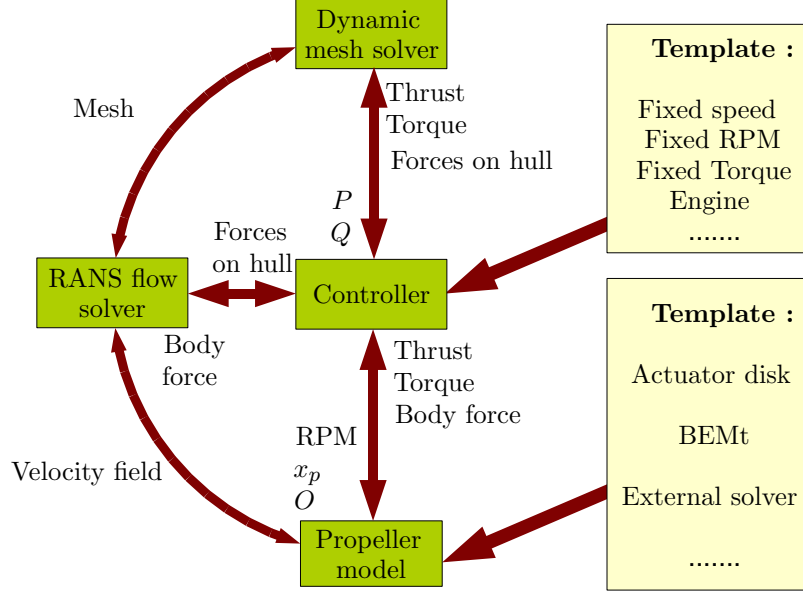 Dynamic
mesh solver
Mesh
Thrust
Torque
Forces on hull
P
Q
Forces
on hull
RANS flow
solver
Controller
Body
force
Thrust
Torque
Body force
RPM
x_p
O
Velocity field
Propeller
model
Template :
Fixed speed
Fixed RPM
Fixed Torque
Engine
.......
Template :
Actuator disk
BEMt
External solver
.......